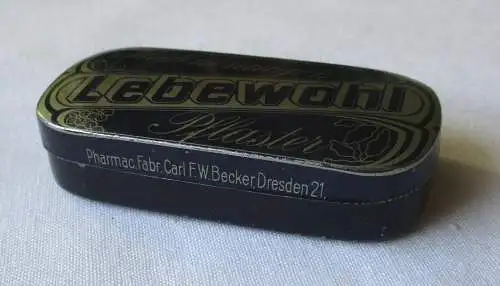 Lebewohl
Pflaster
Pharmac. Fabr. Carl F.W. Becker, Dresden 21.